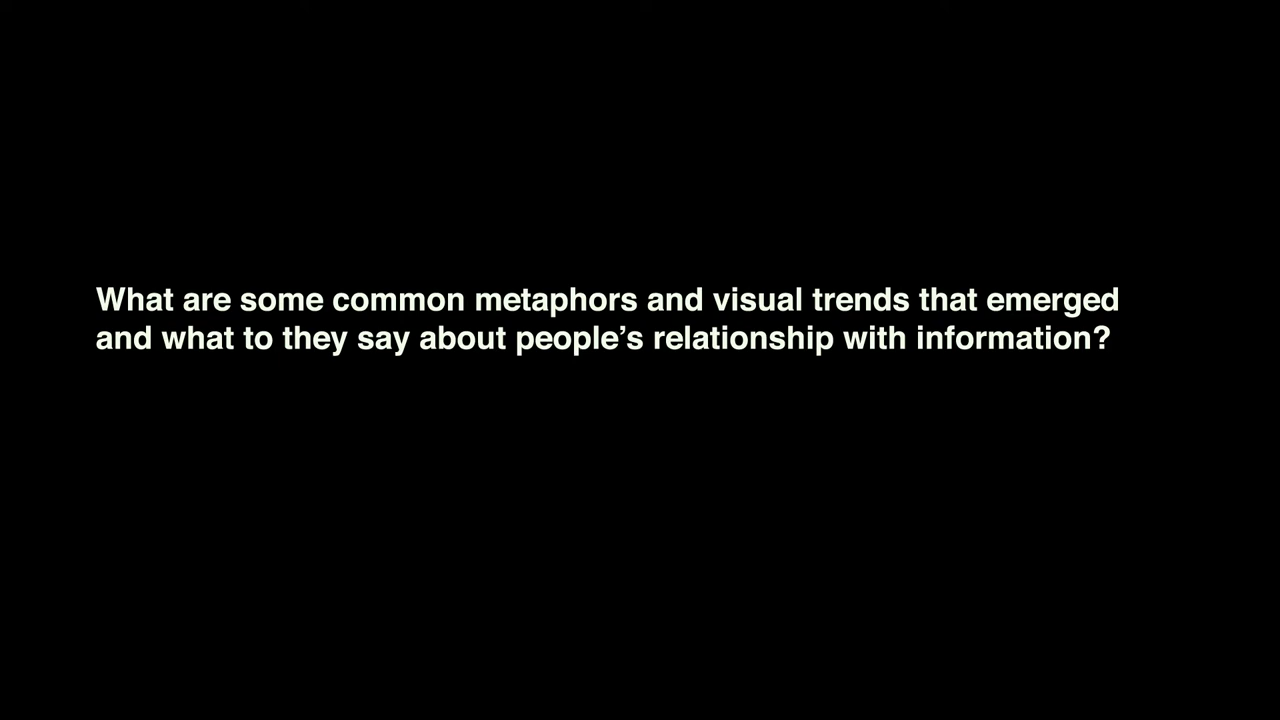 What are some common metaphors and visual trends that emerged
and what to they say about people’s relationship with information?